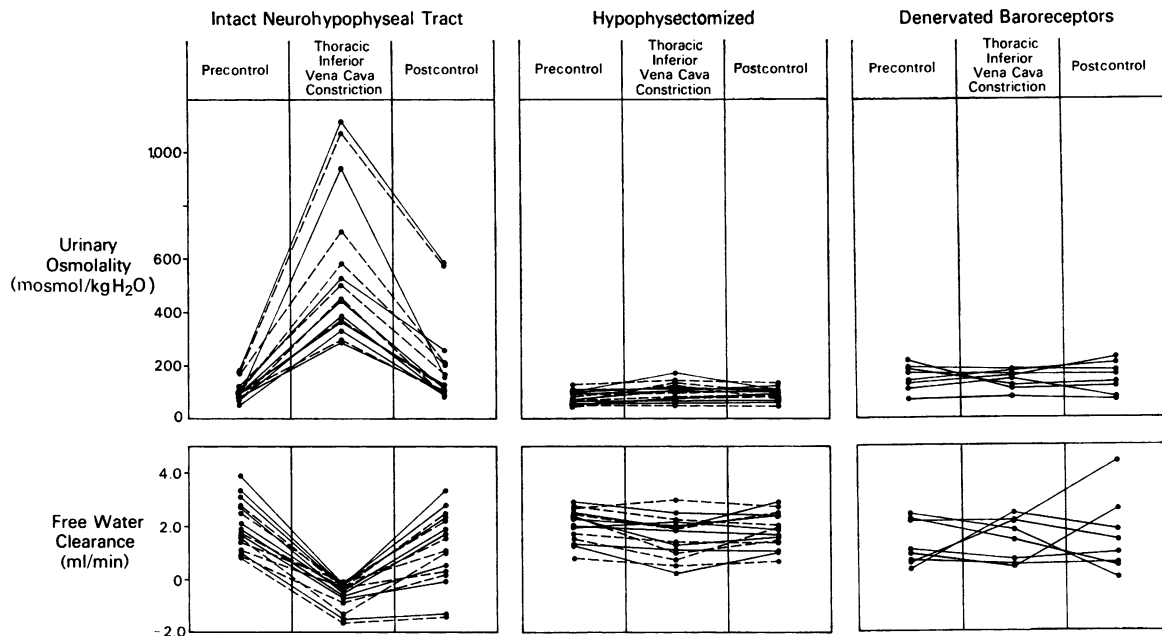 Intact Neurohypophyseal Tract
Precontrol
Thoracic
Inferior
Vena Cava
Constriction
Postcontrol
Hypophysectomized
Precontrol
Thoracic
Inferior
Vena Cava
Constriction
Postcontrol
Denervated Baroreceptors
Precontrol
Thoracic
Inferior
Vena Cava
Constriction
Postcontrol
Urinary
Osmolality
(mosmol/kg H₂O)
1,000
600
400
200
0
Free Water
Clearance
(ml/min)
4.0
2.0
0
-2.0